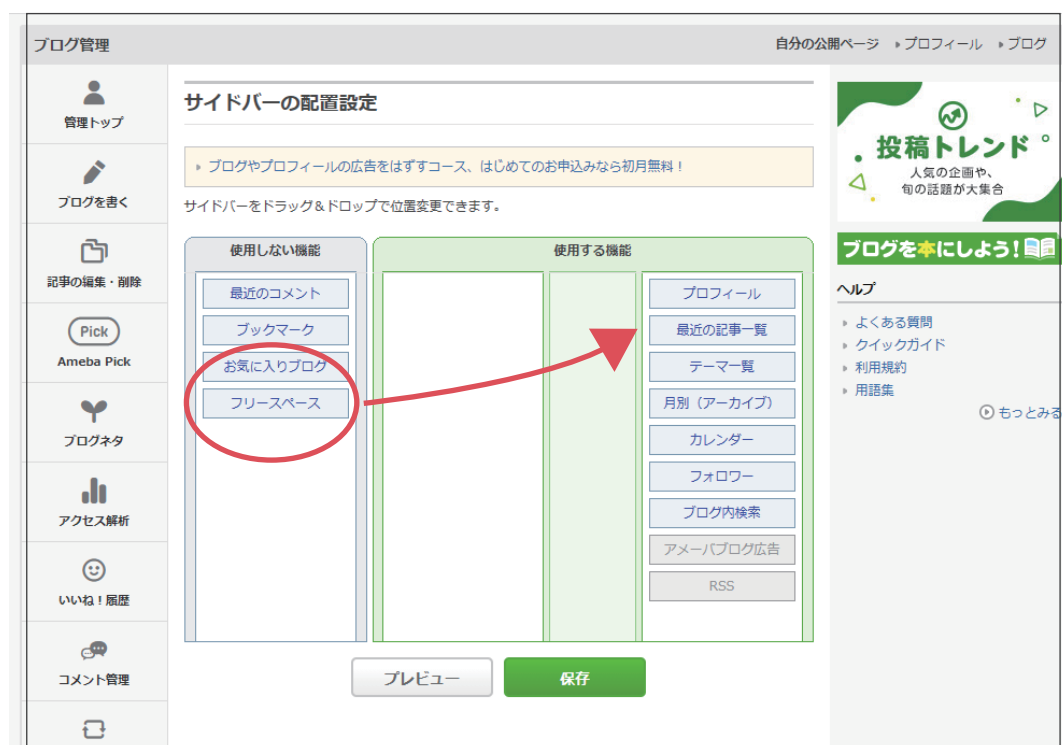 ブログ管理
自分の公開ページ
プロフィール
ブログ
管理トップ
ブログを書く
記事の編集・削除
Pick
Ameba Pick
ブログネタ
アクセス解析
いいね！履歴
コメント管理
サイドバーの配置設定
ブログやプロフィールの広告をはずすコース、はじめてのお申込みなら初月無料！
サイドバーをドラッグ＆ドロップで位置変更できます。
使用しない機能
最近のコメント
ブックマーク
お気に入りブログ
フリースペース
使用する機能
プロフィール
最近の記事一覧
テーマ一覧
月別（アーカイブ）
カレンダー
フォロワー
ブログ内検索
アメーバブログ広告
RSS
プレビュー
保存
投稿トレンド
人気の企画や、
旬の話題が大集合
ブログを本にしよう！
ヘルプ
よくある質問
クイックガイド
利用規約
用語集
もっとみる